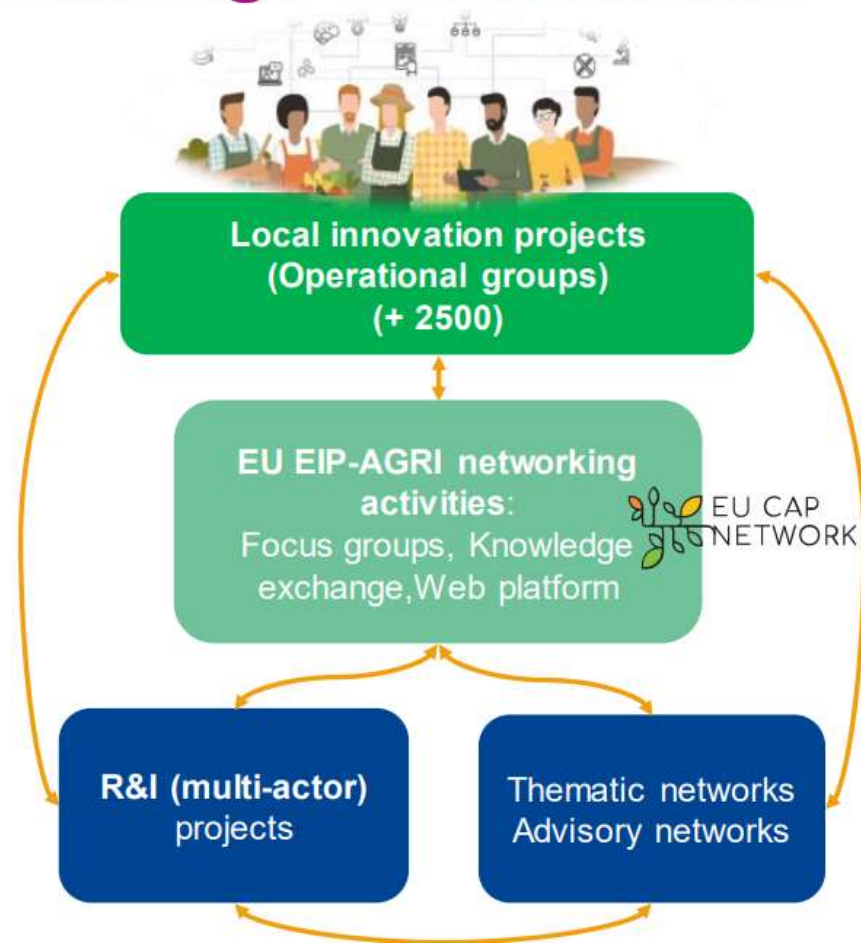 Local innovation projects
(Operational groups)
(+ 2500)
EU EIP-AGRI networking
activities:
Focus groups, Knowledge
exchange,Web platform
EU CAP
NETWORK
R&I (multi-actor)
projects
Thematic networks
Advisory networks